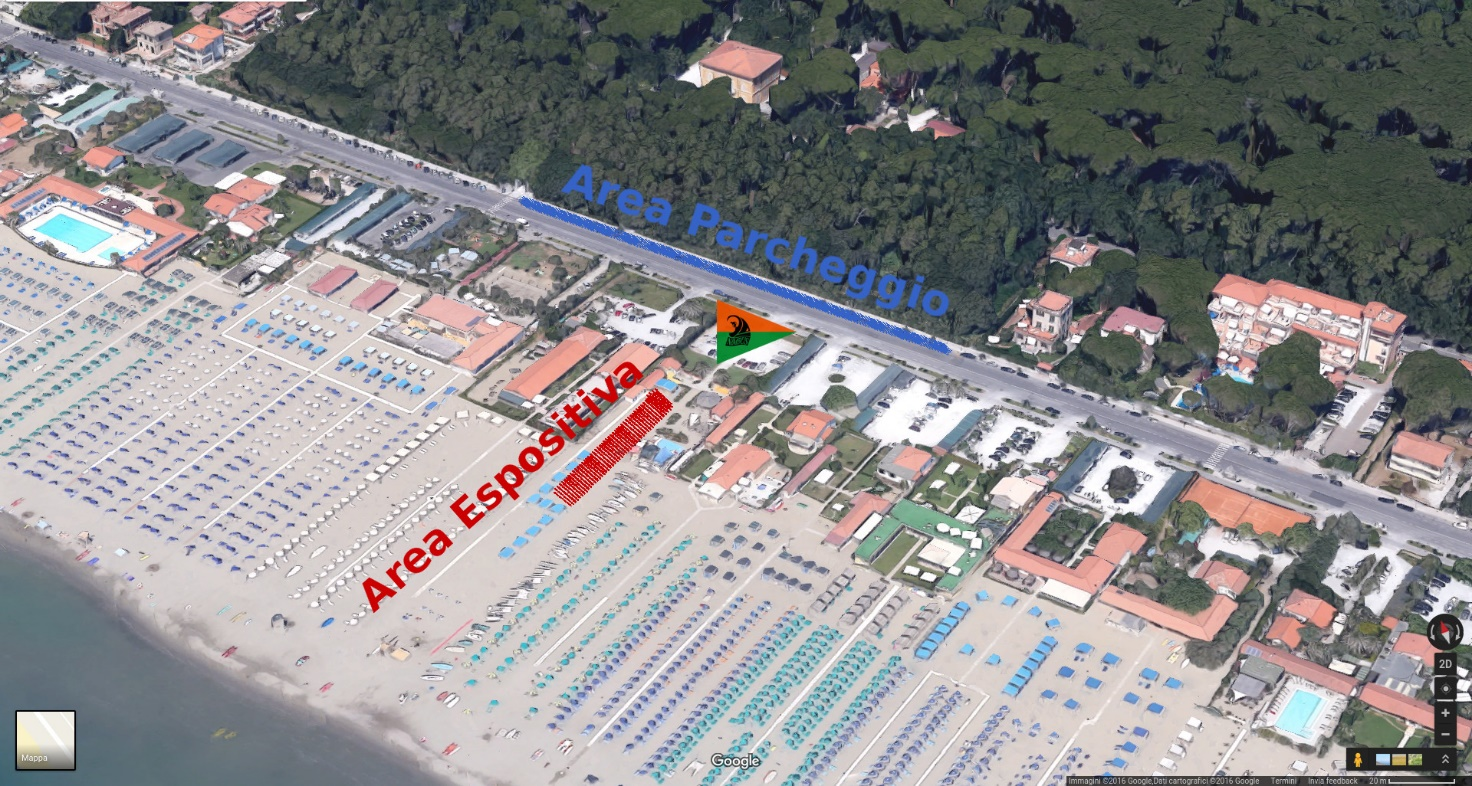 Area Parcheggio
Area Espositiva
2D
Mappa
Google
Immagini ©2016 Google,Dati cartografici ©2016 Google Termini Invia feedback 20 m